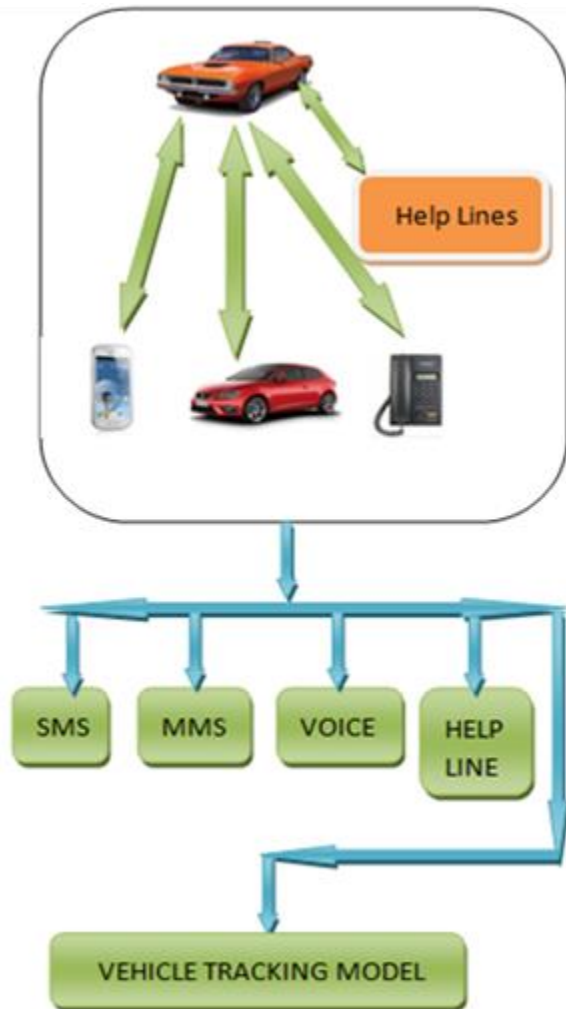 Help Lines
SMS
MMS
VOICE
HELP
LINE
VEHICLE TRACKING MODEL